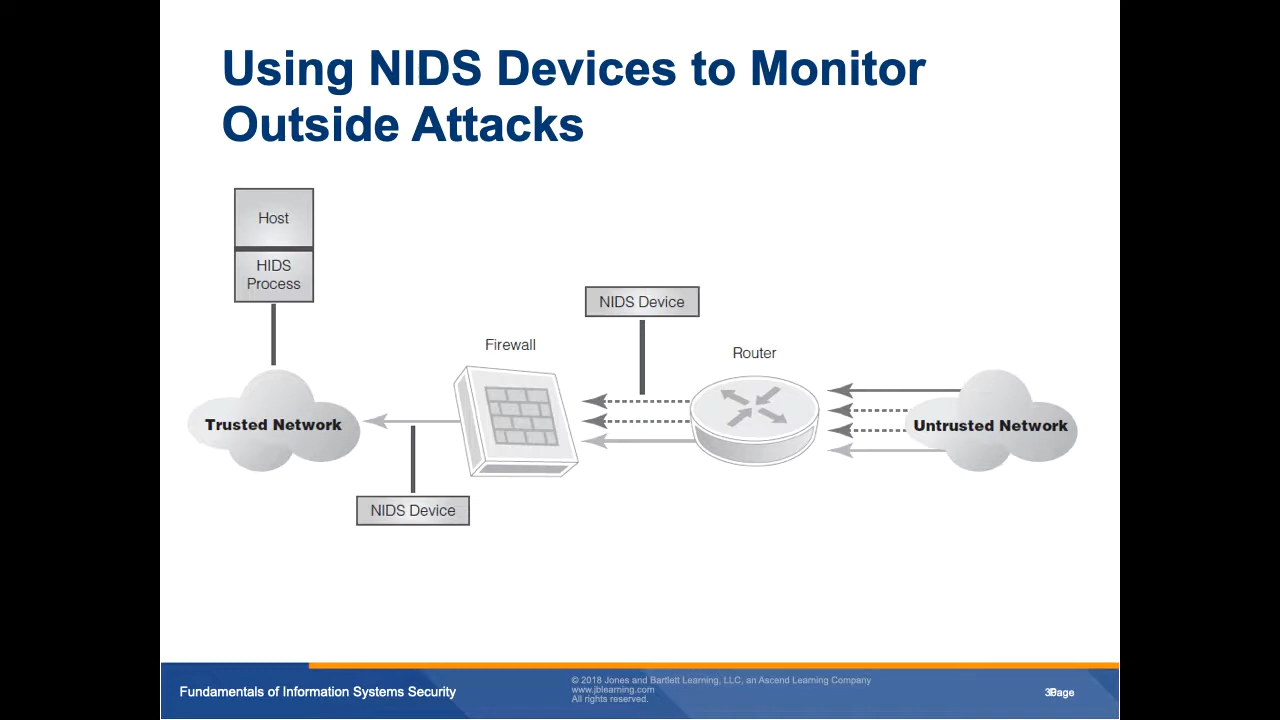 Using NIDS Devices to Monitor
Outside Attacks
Host
HIDS
Process
NIDS Device
Firewall
Router
Trusted Network
Untrusted Network
NIDS Device
Fundamentals of Information Systems Security
© 2018 Jones and Bartlett Learning, LLC, an Ascend Learning Company
www.jblearning.com
All rights reserved.